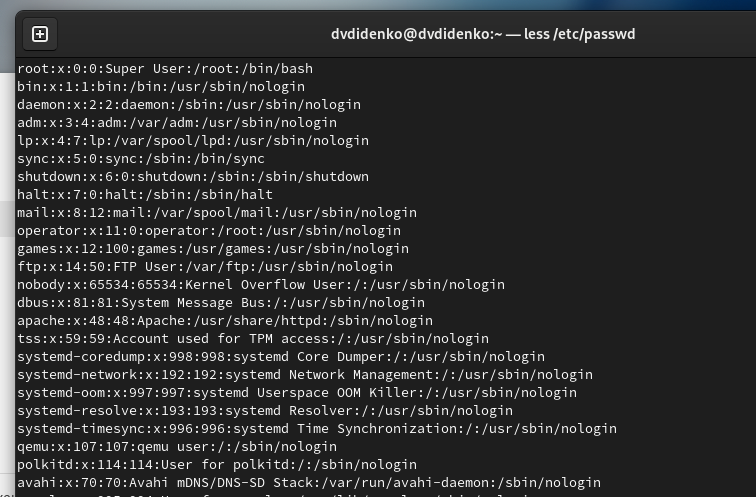 dvdidenko@dvdidenko:~ — less /etc/passwd
root:x:0:0:Super User:/root:/bin/bash
bin:x:1:1:bin:/bin:/usr/sbin/nologin
daemon:x:2:2:daemon:/sbin:/usr/sbin/nologin
adm:x:3:4:adm:/var/adm:/usr/sbin/nologin
lp:x:4:7:lp:/var/spool/lpd:/usr/sbin/nologin
sync:x:5:0:sync:/sbin:/bin/sync
shutdown:x:6:0:shutdown:/sbin:/sbin/shutdown
halt:x:7:0:halt:/sbin:/sbin/halt
mail:x:8:12:mail:/var/spool/mail:/usr/sbin/nologin
operator:x:11:0:operator:/root:/usr/sbin/nologin
games:x:12:100:games:/usr/games:/usr/sbin/nologin
ftp:x:14:50:FTP User:/var/ftp:/usr/sbin/nologin
nobody:x:65534:65534:Kernel Overflow User:/:/usr/sbin/nologin
dbus:x:81:81:System Message Bus:/:/usr/sbin/nologin
apache:x:48:48:Apache:/usr/share/httpd:/sbin/nologin
tss:x:59:59:Account used for TPM access:/:/usr/sbin/nologin
systemd-coredump:x:998:998:systemd Core Dumper:/:/usr/sbin/nologin
systemd-network:x:192:192:systemd Network Management:/:/usr/sbin/nologin
systemd-oom:x:997:997:systemd Userspace OOM Killer:/:/usr/sbin/nologin
systemd-resolve:x:193:193:systemd Resolver:/:/usr/sbin/nologin
systemd-timesync:x:996:996:systemd Time Synchronization:/:/usr/sbin/nologin
qemu:x:107:107:qemu user:/:/sbin/nologin
polkitd:x:114:114:User for polkitd:/:/sbin/nologin
avahi:x:70:70:Avahi mDNS/DNS-SD Stack:/var/run/avahi-daemon:/sbin/nologin